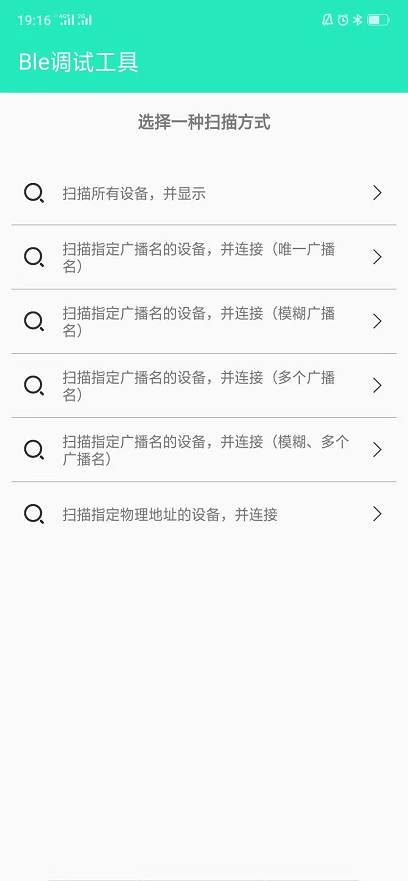 19:16
Ble调试工具
选择一种扫描方式
扫描所有设备，并显示
扫描指定广播名的设备，并连接（唯一广播
名）
扫描指定广播名的设备，并连接（模糊广播
名）
扫描指定广播名的设备，并连接（多个广播
名）
扫描指定广播名的设备，并连接（模糊、多个
广播名）
扫描指定物理地址的设备，并连接